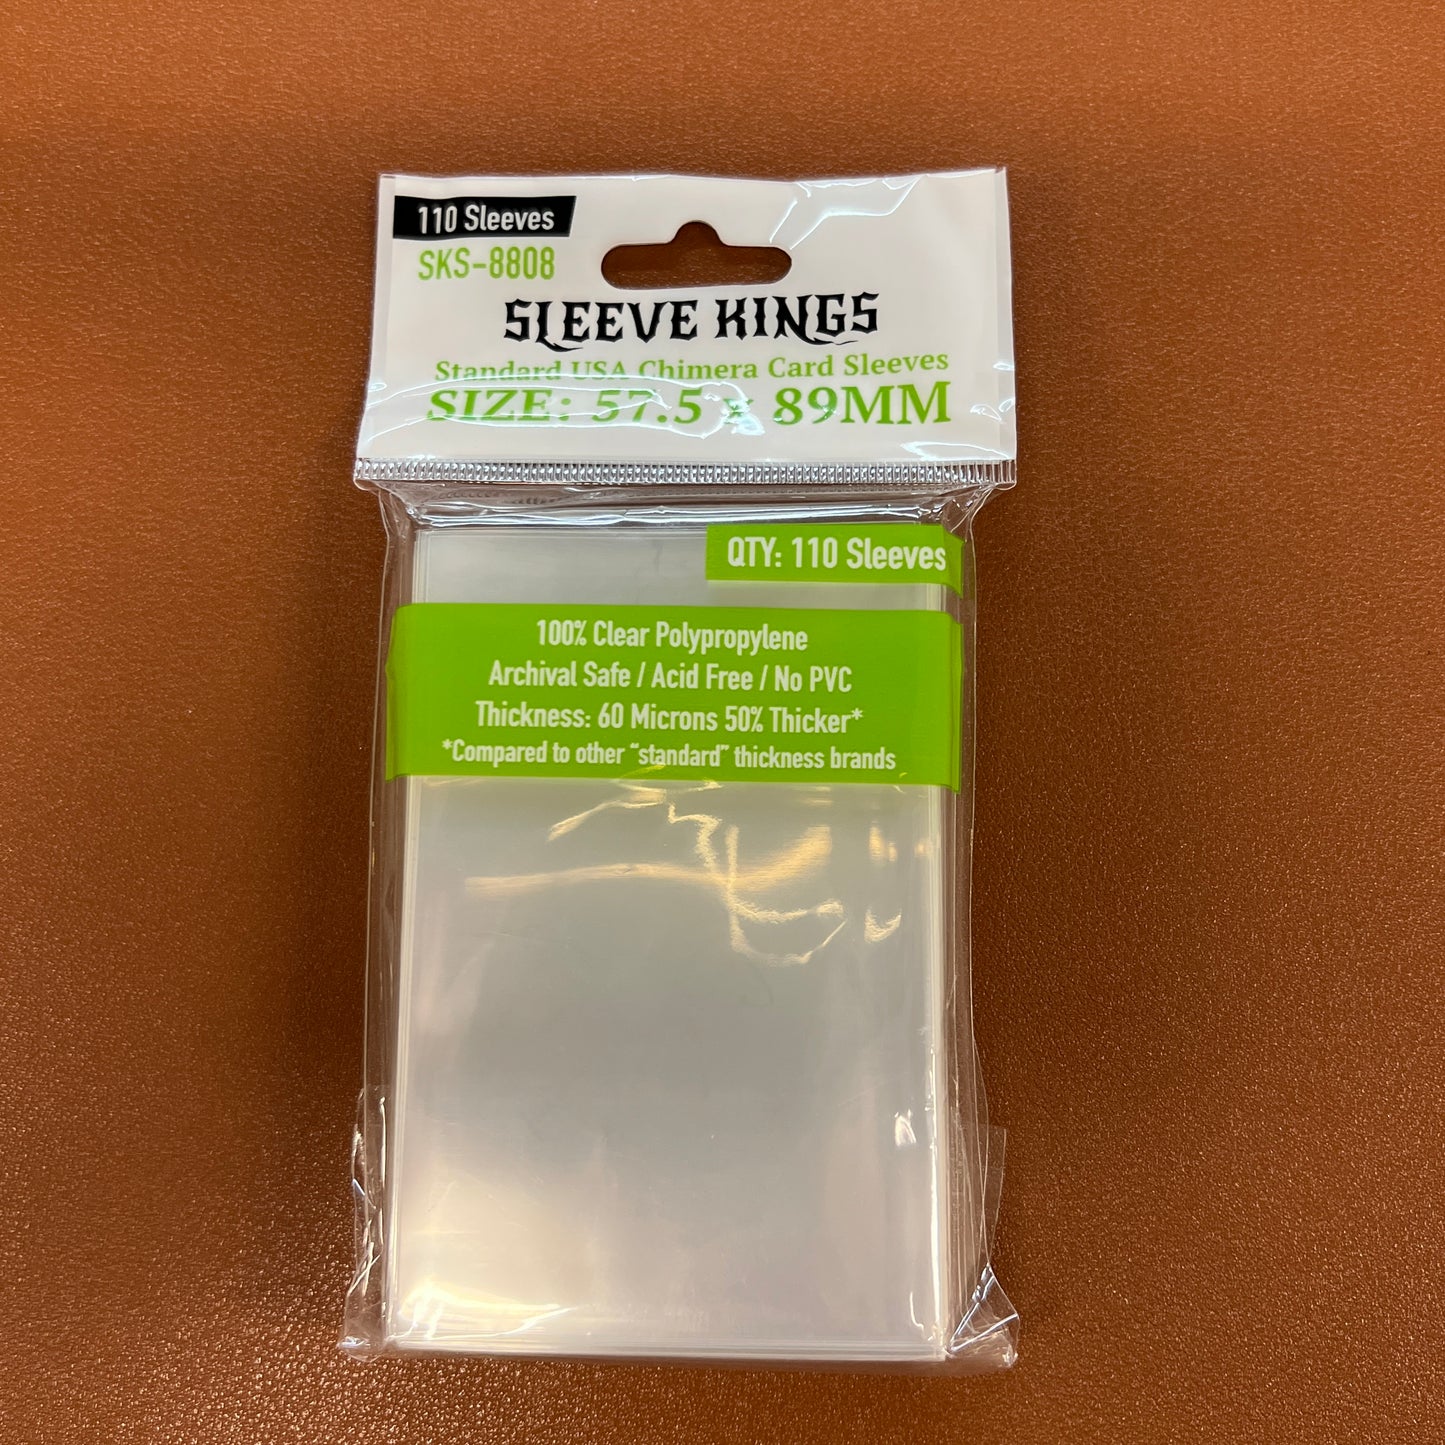 110 Sleeves
SKS-8808
SLEEVE KINGS
Standard USA Chimera Card Sleeves
SIZE: 57.5 x 89MM
QTY: 110 Sleeves
100% Clear Polypropylene
Archival Safe / Acid Free / No PVC
Thickness: 60 Microns 50% Thicker*
*Compared to other “standard” thickness brands